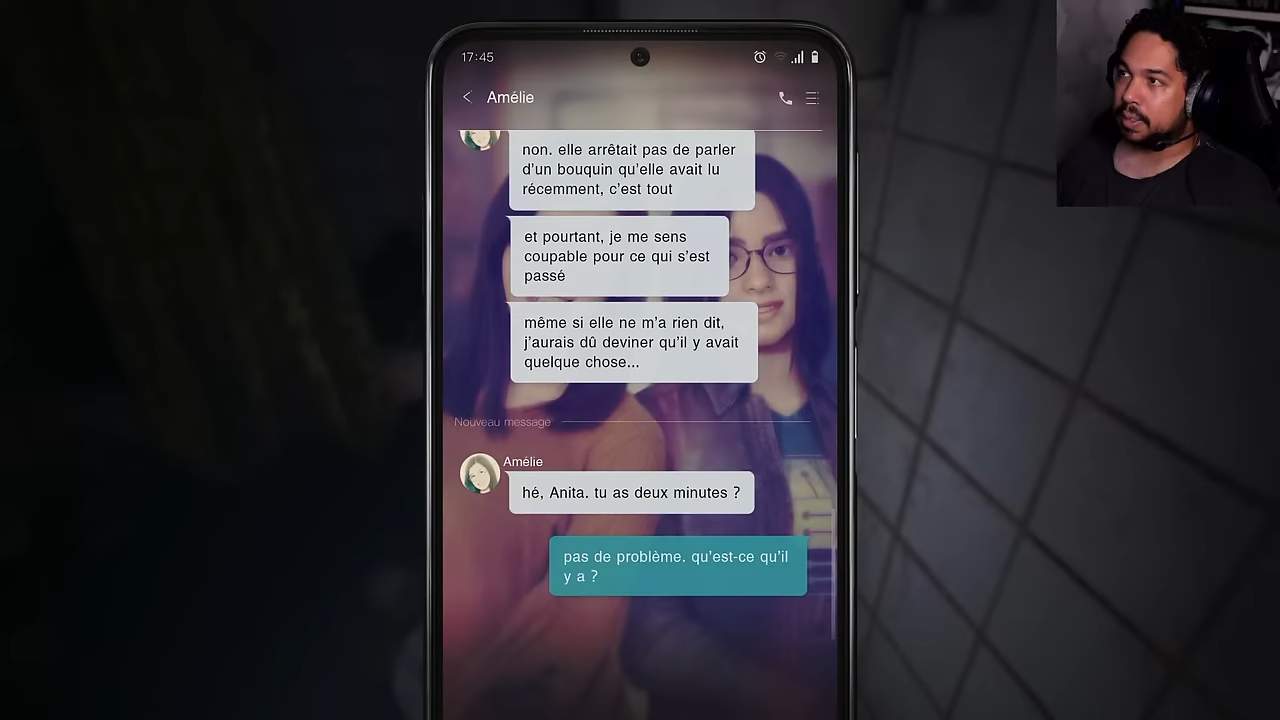 17:45
Amélie
non. elle arrêtait pas de parler
d'un bouquin qu'elle avait lu
récemment, c'est tout
et pourtant, je me sens
coupable pour ce qui s'est
passé
même si elle ne m'a rien dit,
j'aurais dû deviner qu'il y avait
quelque chose...
Nouveau message
Amélie
hé, Anita. tu as deux minutes ?
pas de problème. qu'est-ce qu'il
y a ?